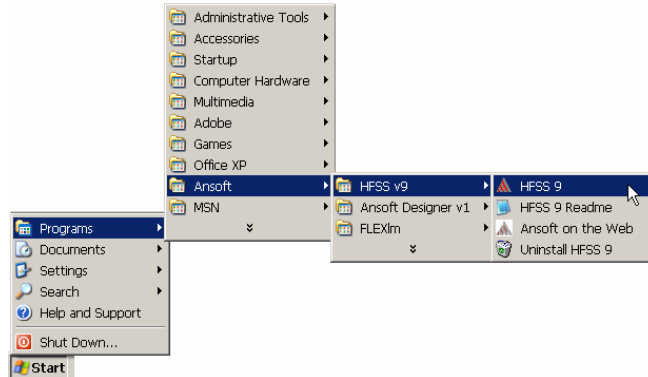 Administrative Tools
Accessories
Startup
Computer Hardware
Multimedia
Adobe
Games
Office XP
Ansoft
MSN
HFSS v9
Ansoft Designer v1
FLEXlm
HFSS 9
HFSS 9 Readme
Ansoft on the Web
Uninstall HFSS 9
Programs
Documents
Settings
Search
Help and Support
Shut Down...
Start